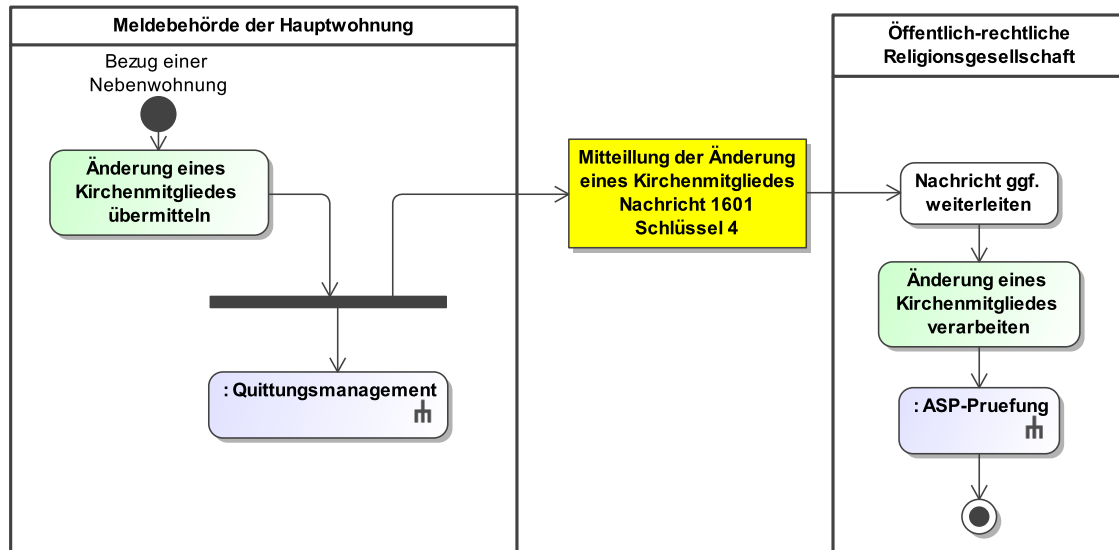 Meldebehörde der Hauptwohnung
Bezug einer
Nebenwohnung
Änderung eines
Kirchenmitgliedes
übermitteln
: Quittungsmanagement
Mitteillung der Änderung
eines Kirchenmitgliedes
Nachricht 1601
Schlüssel 4
Öffentlich-rechtliche
Religionsgesellschaft
Nachricht ggf.
weiterleiten
Änderung eines
Kirchenmitgliedes
verarbeiten
: ASP-Pruefung